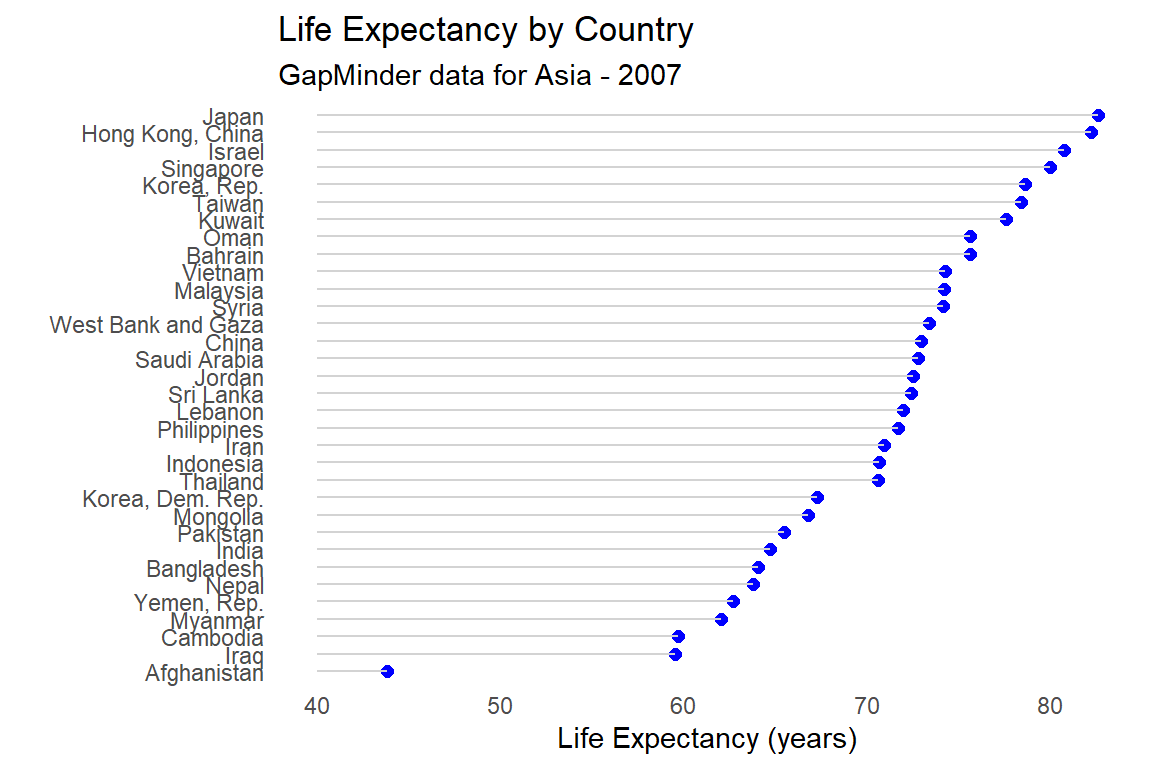 Life Expectancy by Country
GapMinder data for Asia - 2007
Japan
Hong Kong, China
Israel
Singapore
Korea, Rep.
Taiwan
Kuwait
Oman
Bahrain
Vietnam
Malaysia
Syria
West Bank and Gaza
China
Saudi Arabia
Jordan
Sri Lanka
Lebanon
Philippines
Iran
Indonesia
Thailand
Korea, Dem. Rep.
Mongolia
Pakistan
India
Bangladesh
Nepal
Yemen, Rep.
Myanmar
Cambodia
Iraq
Afghanistan
40 50 60 70 80
Life Expectancy (years)